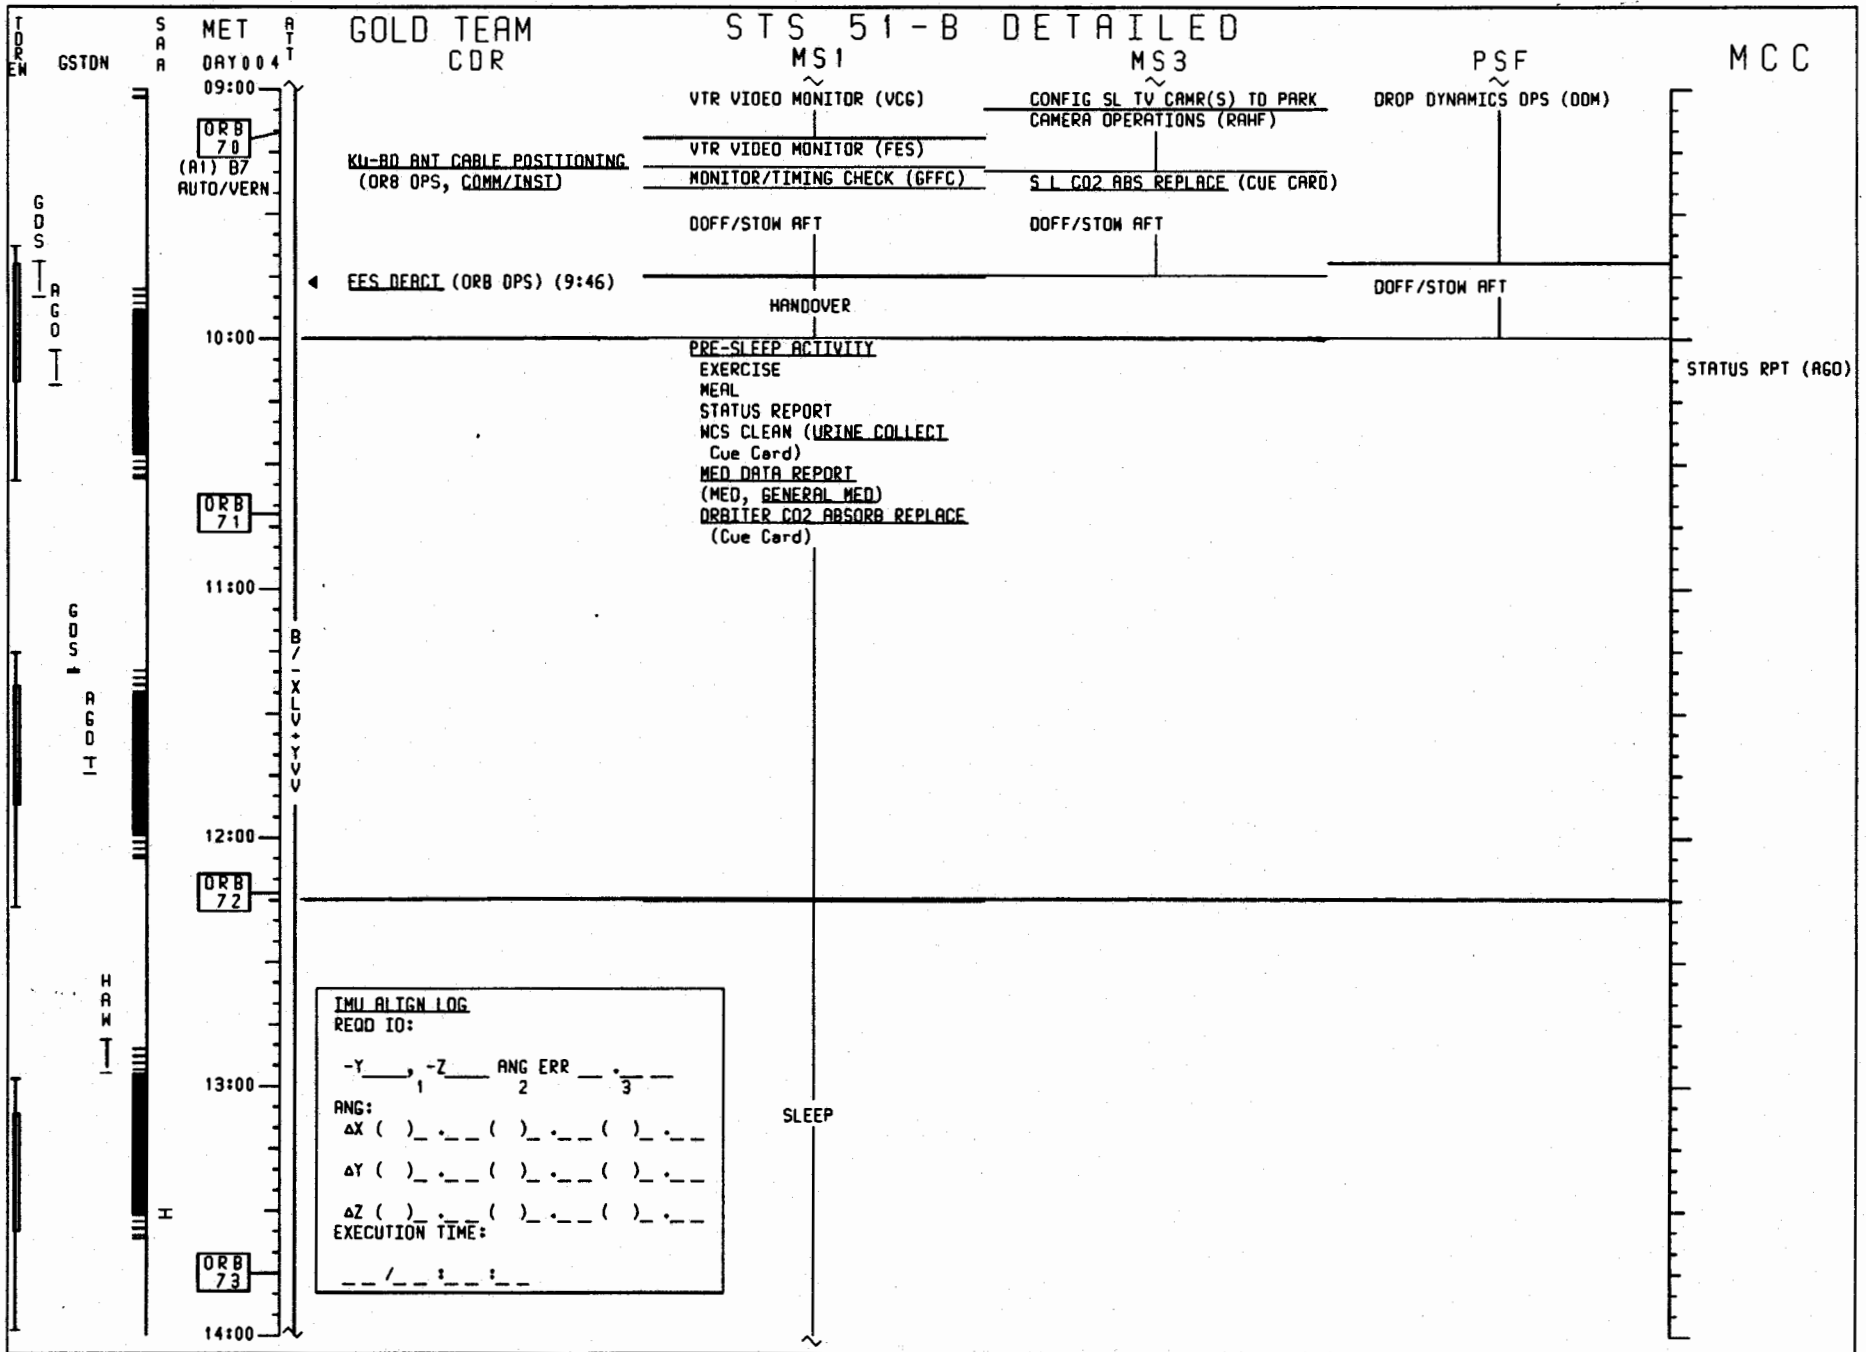 STS 51-B DETAILED
TDRS EW
GSTDN
SAA
MET
DAY004
ATT
GOLD TEAM
CDR
MS1
MS3
PSF
MCC
09:00
VTR VIDEO MONITOR (VCG)
CONFIG SL TV CAMR(S) TO PARK
DROP DYNAMICS OPS (DDM)
CAMERA OPERATIONS (RAHF)
ORB
70
VTR VIDEO MONITOR (FES)
(A1) B7
AUTO/VERN
KU-BD ANT CABLE POSITIONING
(ORB OPS, COMM/INST)
MONITOR/TIMING CHECK (GFFC)
S L CO2 ABS REPLACE (CUE CARD)
GDS
DOFF/STOW AFT
DOFF/STOW AFT
FES DEACT (ORB OPS) (9:46)
DOFF/STOW AFT
AGO
HANDOVER
10:00
PRE-SLEEP ACTIVITY
STATUS RPT (AGO)
EXERCISE
MEAL
STATUS REPORT
WCS CLEAN (URINE COLLECT
Cue Card)
MED DATA REPORT
(MED, GENERAL MED)
ORB
71
ORBITER CO2 ABSORB REPLACE
(Cue Card)
11:00
GDS
B/-XLV+YVV
AGO
12:00
ORB
72
HAW
IMU ALIGN LOG
REQD IO:
-Y____, -Z____ ANG ERR __ .__ __
1 2 3
13:00
ANG:
ΔX ( )_ ._ _ ( )_ ._ _ ( )_ ._ _
SLEEP
ΔY ( )_ ._ _ ( )_ ._ _ ( )_ ._ _
ΔZ ( )_ ._ _ ( )_ ._ _ ( )_ ._ _
H
EXECUTION TIME:
_ _ /_ _ :_ _ :_ _
ORB
73
14:00